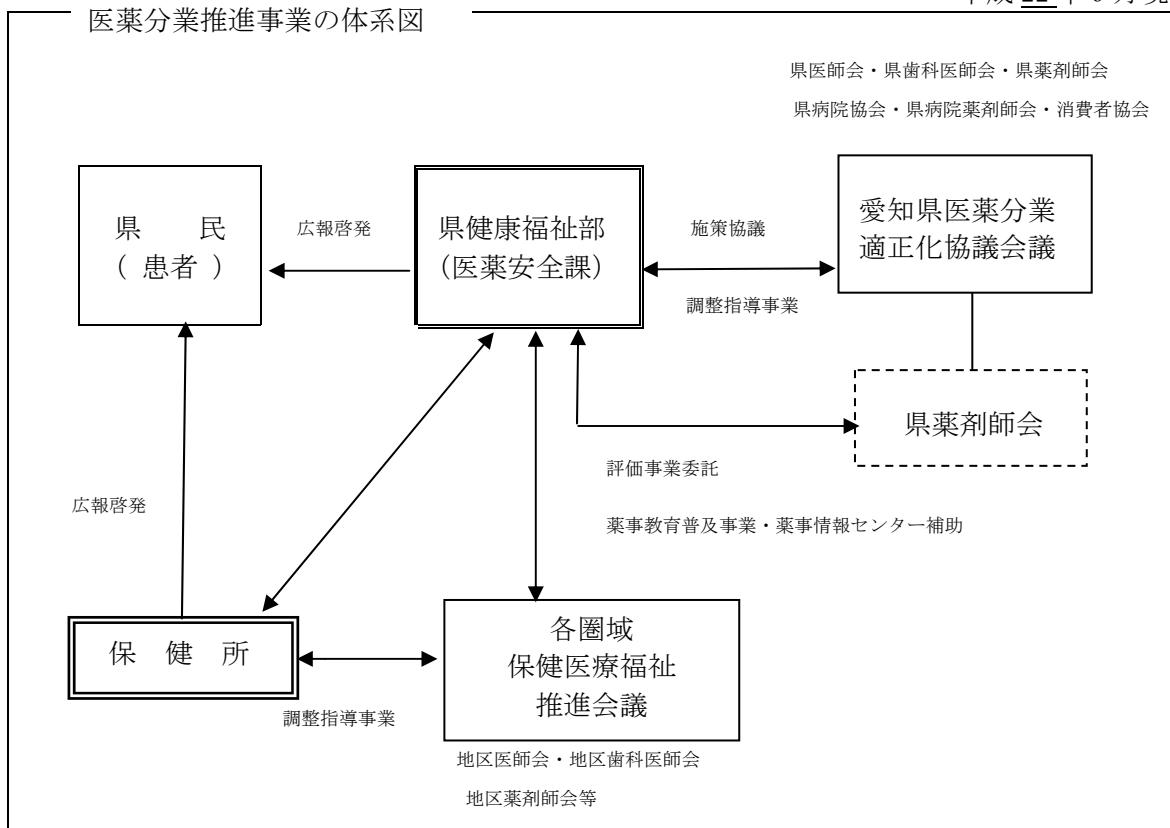 医薬分業推進事業の体系図
県医師会・県歯科医師会・県薬剤師会
県病院協会・県病院薬剤師会・消費者協会
県　　民
（ 患者 ）
広報啓発
県健康福祉部
（医薬安全課）
施策協議
調整指導事業
愛知県医薬分業
適正化協議会議
県薬剤師会
評価事業委託
薬事教育普及事業・薬事情報センター補助
広報啓発
保　健　所
調整指導事業
各圏域
保健医療福祉
推進会議
地区医師会・地区歯科医師会
地区薬剤師会等